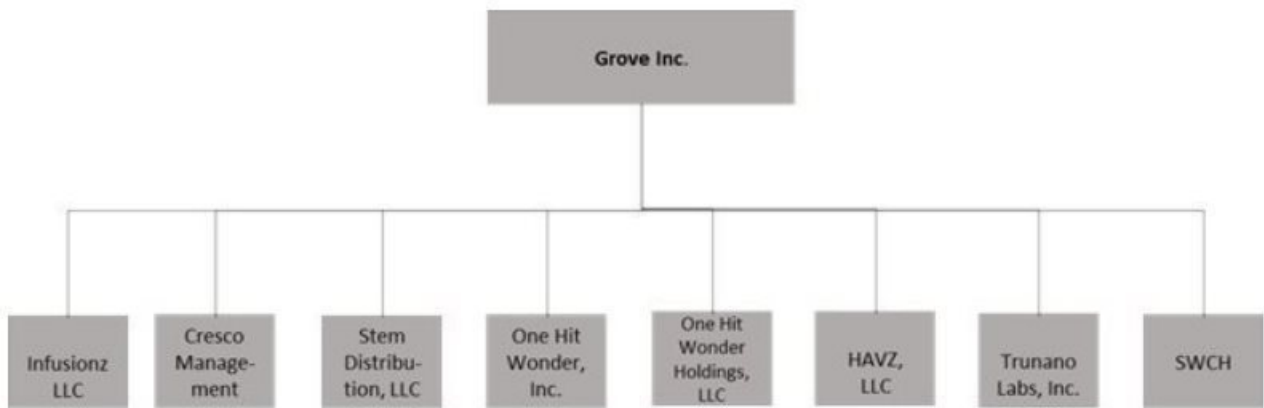 Grove Inc.
Infusionz
LLC
Cresco
Manage-
ment
Stem
Distribu-
tion, LLC
One Hit
Wonder,
Inc.
One Hit
Wonder
Holdings,
LLC
HAVZ,
LLC
Trunano
Labs, Inc.
SWCH